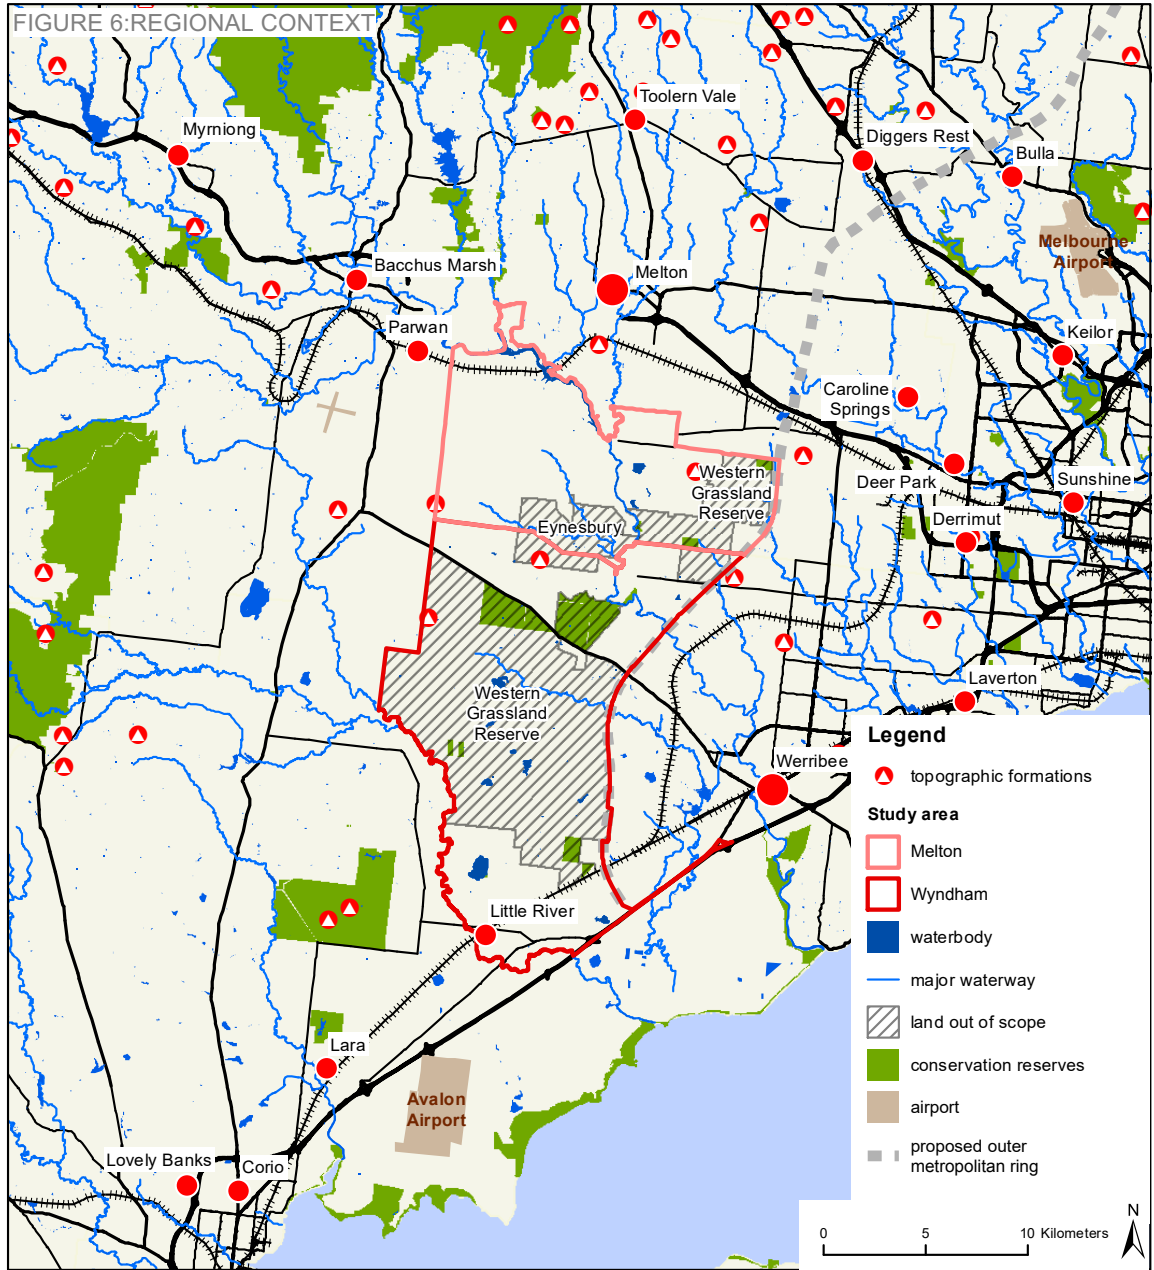 FIGURE 6:REGIONAL CONTEXT
Toolern Vale
Myrniong
Diggers Rest
Bulla
Melbourne
Airport
Bacchus Marsh
Melton
Parwan
Keilor
Caroline
Springs
Western
Grassland
Reserve
Deer Park
Sunshine
Eynesbury
Derrimut
Laverton
Western
Grassland
Reserve
Werribee
Little River
Lara
Avalon
Airport
Lovely Banks
Corio
Legend
topographic formations
Study area
Melton
Wyndham
waterbody
major waterway
land out of scope
conservation reserves
airport
proposed outer
metropolitan ring
N
0 5 10 Kilometers